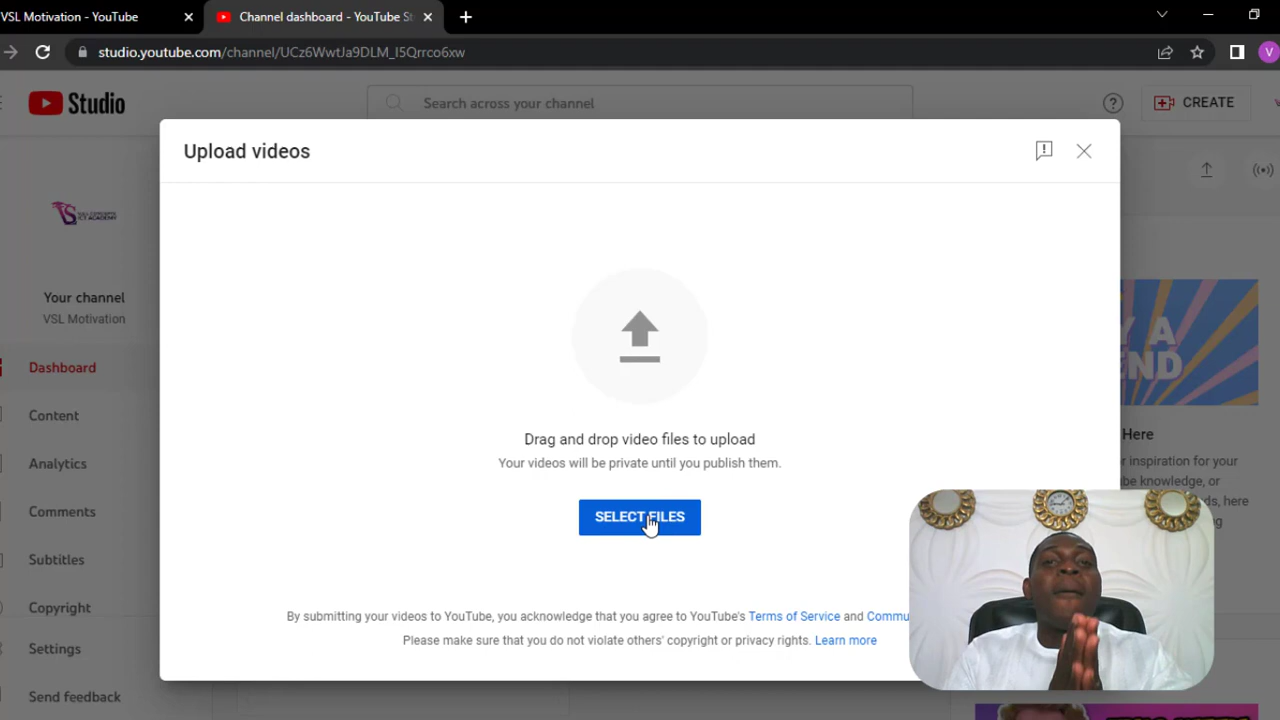 VSL Motivation - YouTube
Channel dashboard - YouTube St
studio.youtube.com/channel/UCz6WwtJa9DLM_I5Qrrco6xw
V
Studio
Search across your channel
CREATE
Upload videos
ICT ACADEMY
Your channel
VSL Motivation
Dashboard
Content
Analytics
Comments
Subtitles
Copyright
Settings
Send feedback
Drag and drop video files to upload
Your videos will be private until you publish them.
SELECT FILES
By submitting your videos to YouTube, you acknowledge that you agree to YouTube's Terms of Service and Commu
Please make sure that you do not violate others' copyright or privacy rights. Learn more
Y A
END
Here
or inspiration for your
be knowledge, or
ds, here